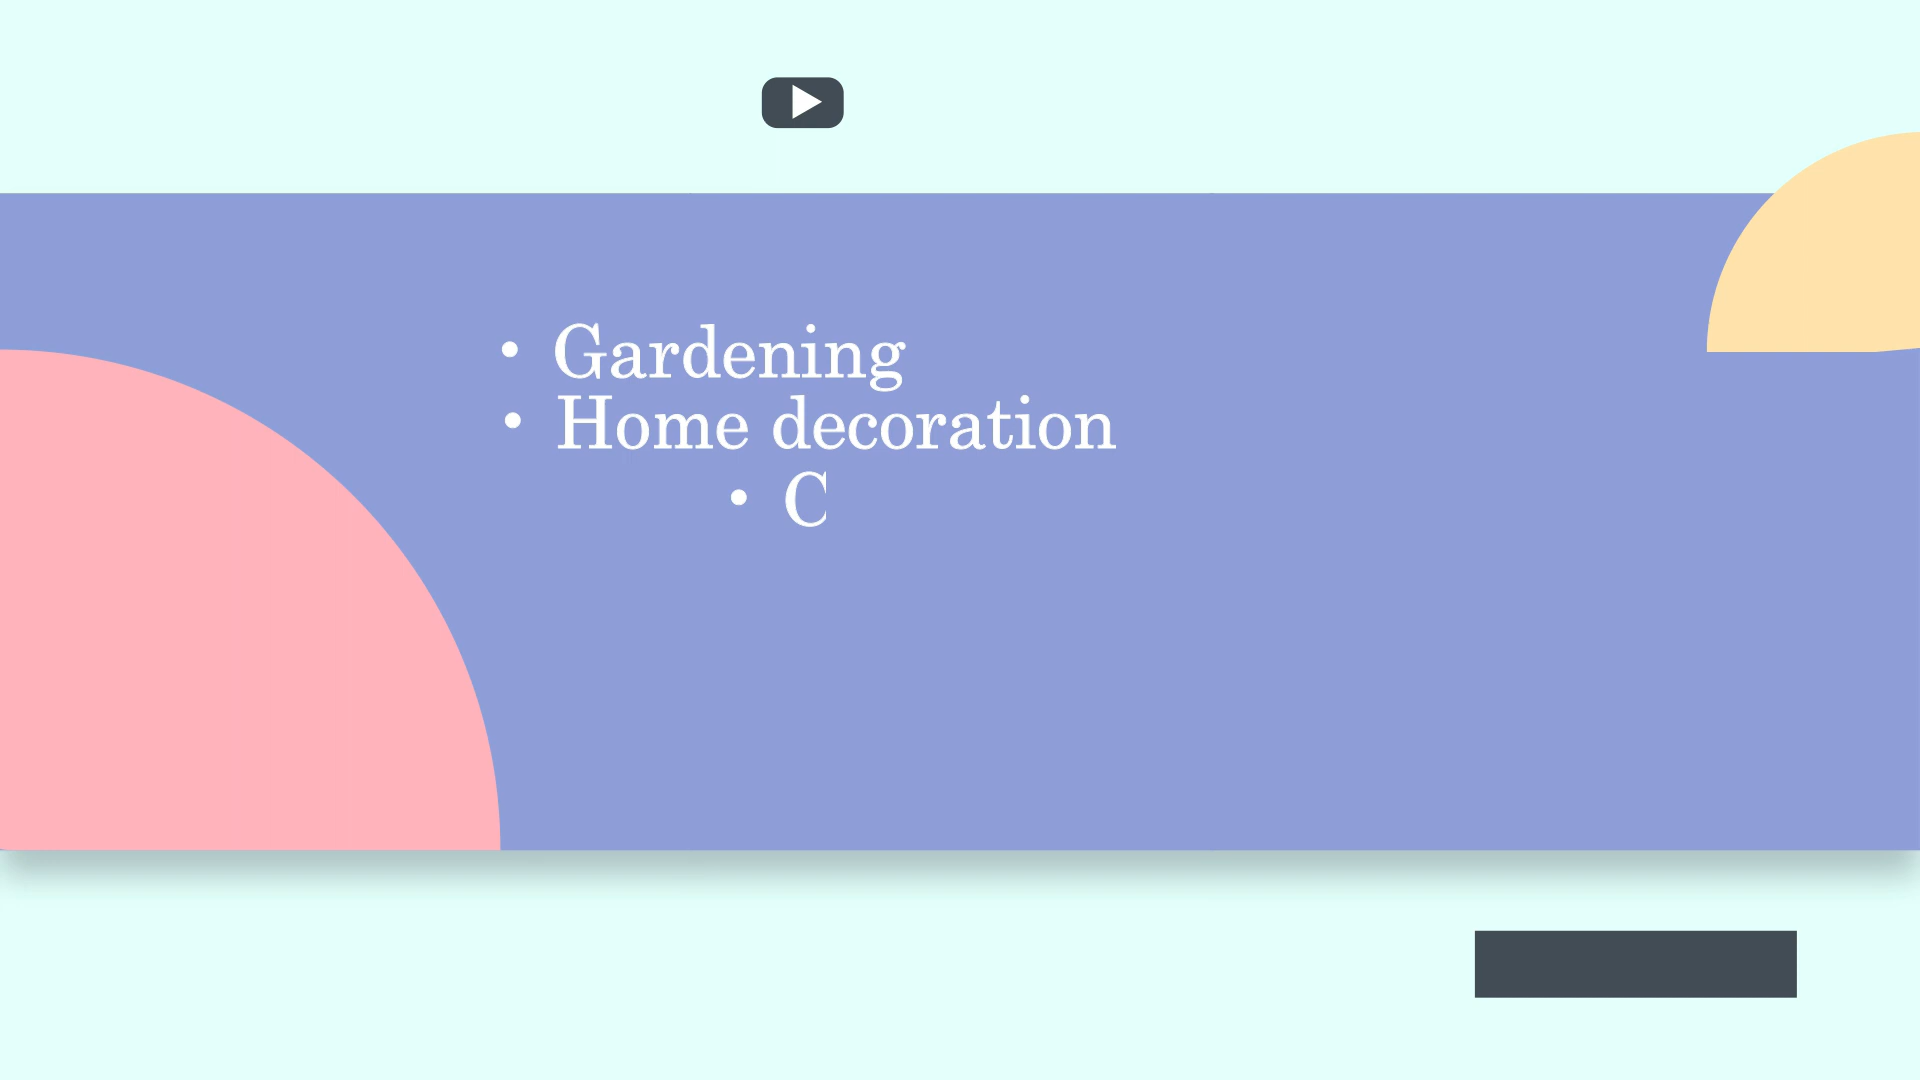 • Gardening
• Home decoration
• C